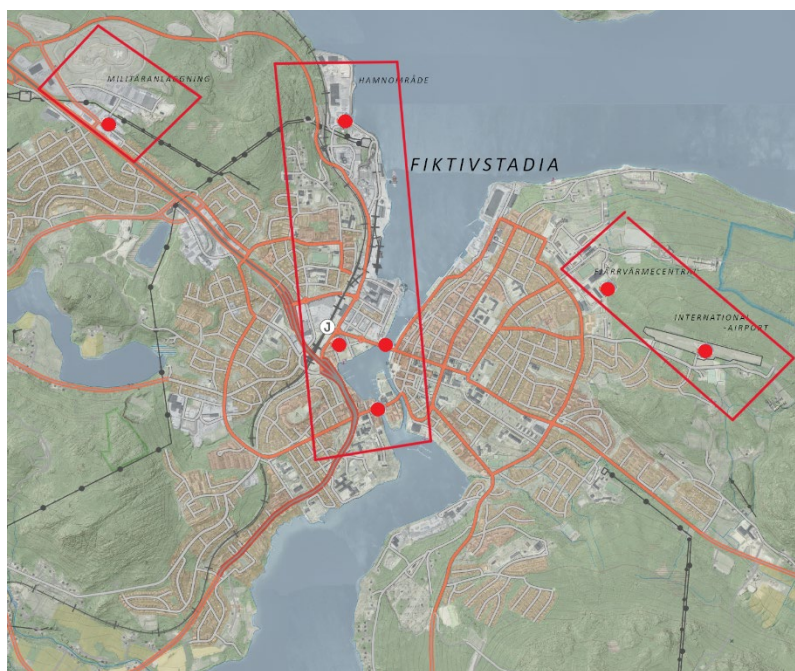 MILITÄRANLÄGGNING
HAMNOMRÅDE
FIKTIVSTADIA
FJÄRRVÄRMECENTRAL
INTERNATIONAL
-AIRPORT
J